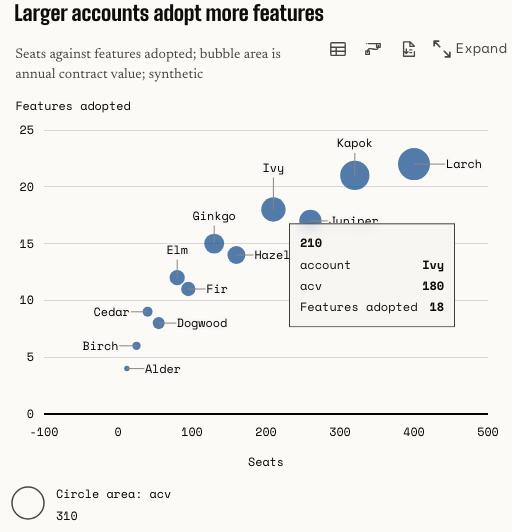 Larger accounts adopt more features
Seats against features adopted; bubble area is
annual contract value; synthetic
Expand
Features adopted
25
Kapok
Larch
Ivy
20
Juniper
Ginkgo
210
15
Elm
Hazel
account Ivy
acv 180
Fir
Features adopted 18
10
Cedar
Dogwood
Birch
5
Alder
0
-100 0 100 200 300 400 500
Seats
Circle area: acv
310